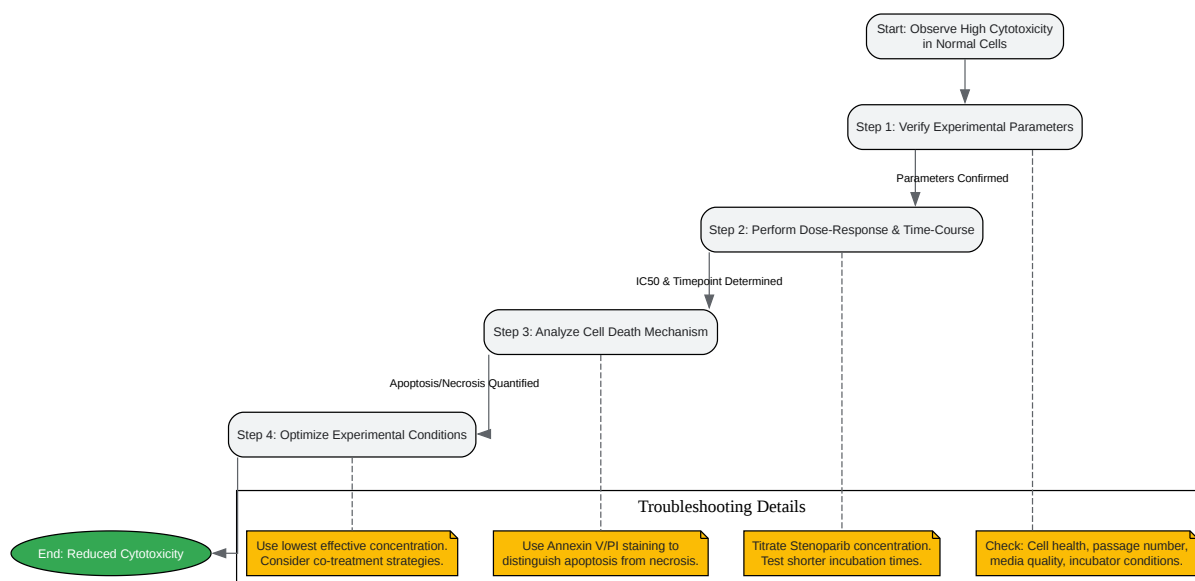 Start: Observe High Cytotoxicity
in Normal Cells
Step 1: Verify Experimental Parameters
Parameters Confirmed
Step 2: Perform Dose-Response & Time-Course
IC50 & Timepoint Determined
Step 3: Analyze Cell Death Mechanism
Apoptosis/Necrosis Quantified
Step 4: Optimize Experimental Conditions
Troubleshooting Details
End: Reduced Cytotoxicity
Use lowest effective concentration.
Consider co-treatment strategies.
Use Annexin V/PI staining to
distinguish apoptosis from necrosis.
Titrate Stenoparib concentration.
Test shorter incubation times.
Check: Cell health, passage number,
media quality, incubator conditions.